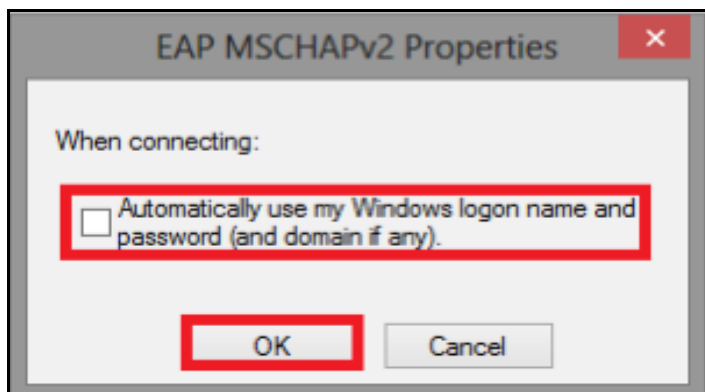 EAP MSCHAPv2 Properties
When connecting:
Automatically use my Windows logon name and
password (and domain if any).
OK
Cancel